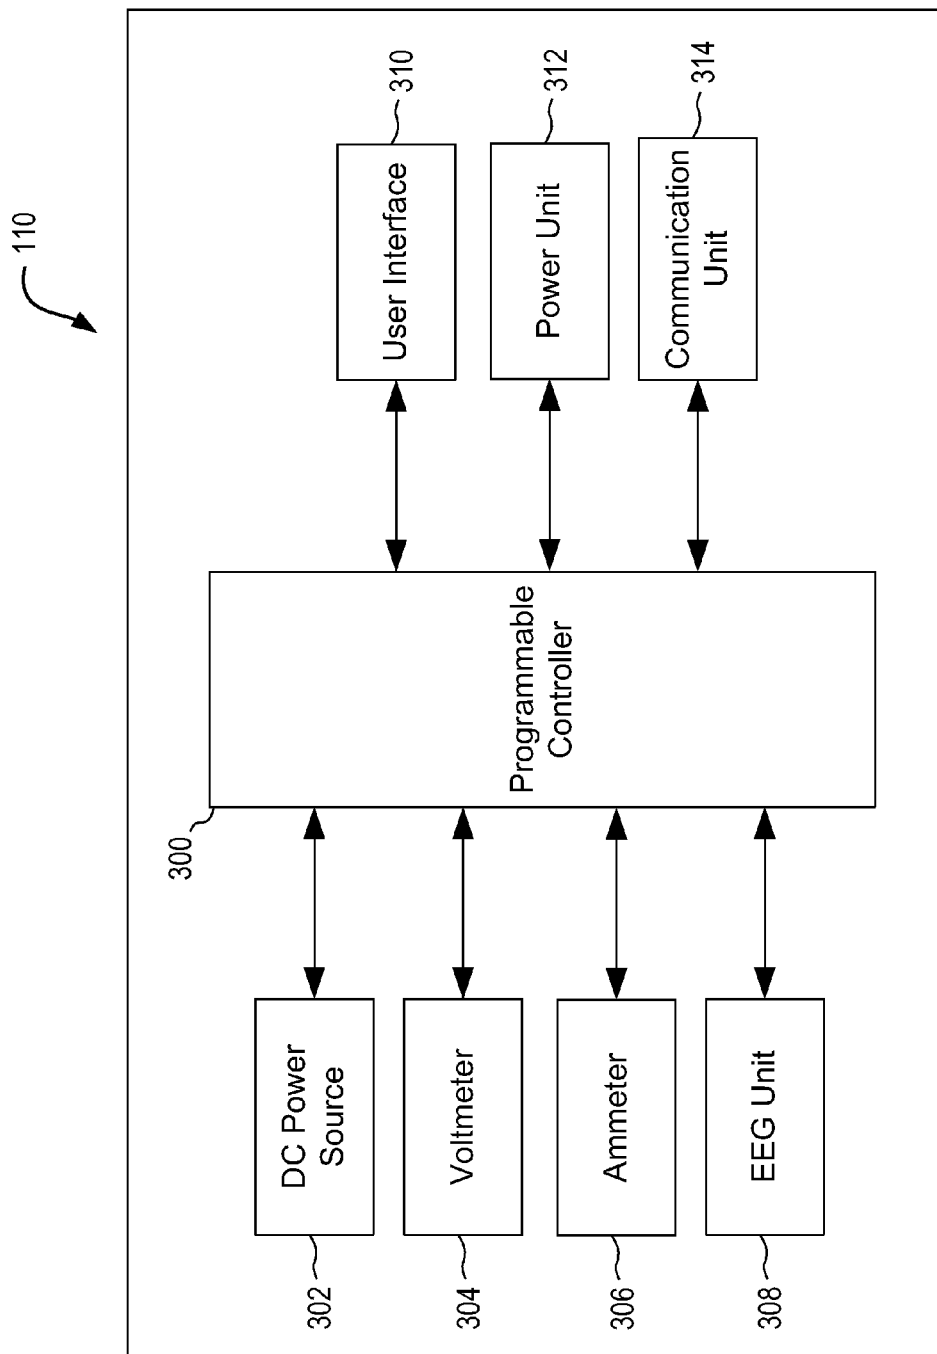 110
300
302
DC Power
Source
304
Voltmeter
306
Ammeter
308
EEG Unit
Programmable
Controller
User Interface
310
Power Unit
312
Communication
Unit
314